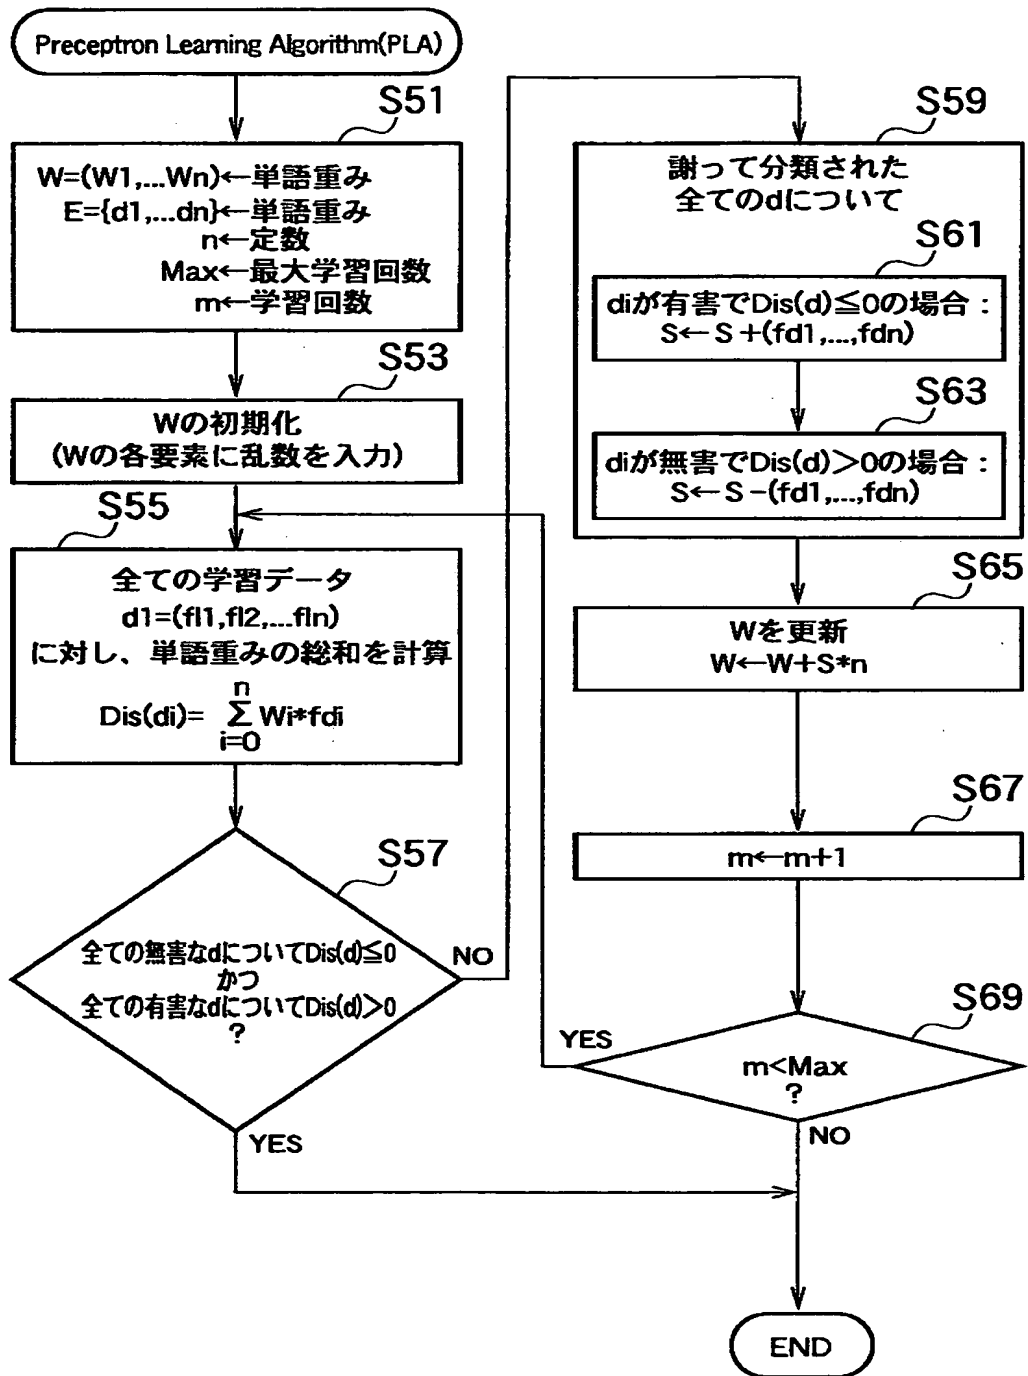 Preceptron Learning Algorithm(PLA)
S51
W=(W1,...Wn)←単語重み
E={d1,...dn}←単語重み
n←定数
Max←最大学習回数
m←学習回数
S53
Wの初期化
(Wの各要素に乱数を入力)
S55
全ての学習データ
d1=(fl1,fl2,...fln)
に対し、単語重みの総和を計算
n
Dis(di)= Σ Wi*fdi
i=0
S57
全ての無害なdについてDis(d)≦0
かつ
全ての有害なdについてDis(d)>0
?
NO
YES
S59
謝って分類された
全てのdについて
S61
diが有害でDis(d)≦0の場合：
S←S+(fd1,...,fdn)
S63
diが無害でDis(d)>0の場合：
S←S-(fd1,...,fdn)
S65
Wを更新
W←W+S*n
S67
m←m+1
S69
YES
m<Max
?
NO
END